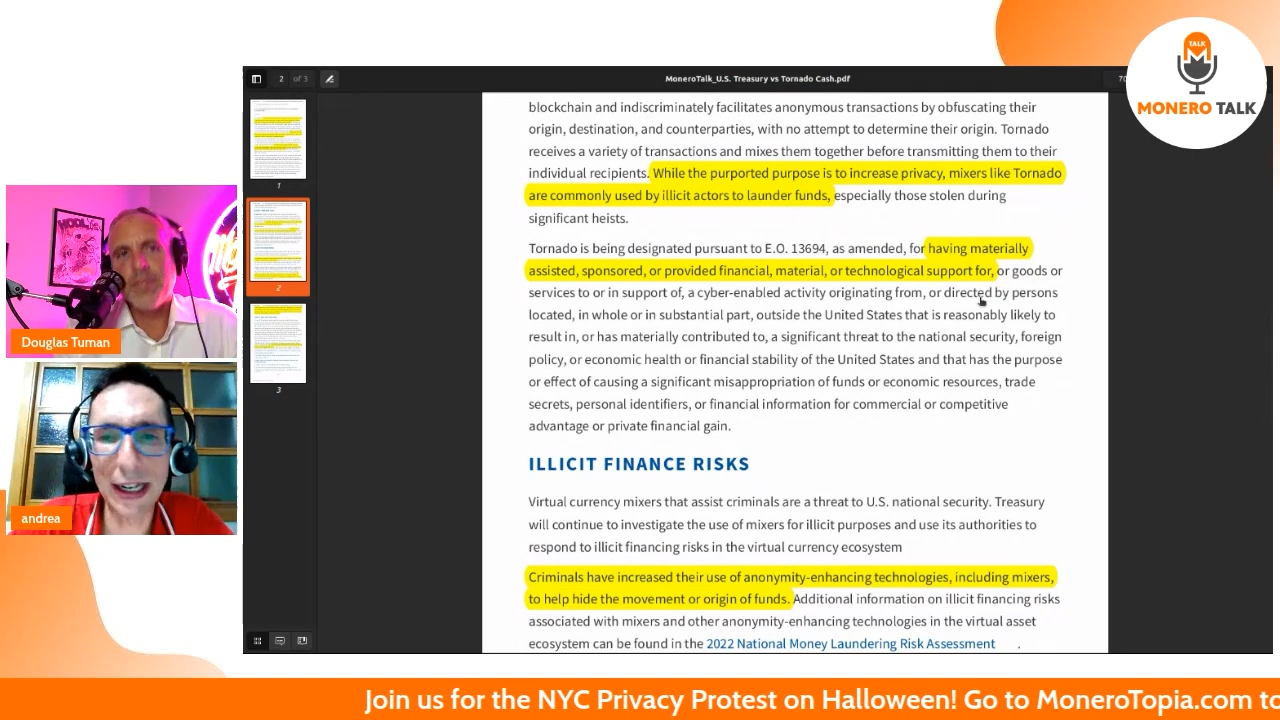 2 of 3
MoneroTalk_U.S. Treasury vs Tornado Cash.pdf
70
TALK
MONERO TALK
blockchain and indiscriminately facilitates anonymous transactions by obfuscating their
origin, destination, and counterparties, with no attempt to determine their origin. Tornado
receives a variety of transactions and mixes them together before transmitting them to their
individual recipients. While the purported purpose is to increase privacy, mixers like Tornado
are commonly used by illicit actors to launder funds, especially those stolen during
significant heists.
Tornado is being designated pursuant to E.O. 13694, as amended, for having materially
assisted, sponsored, or provided financial, material, or technological support for, or goods or
services to or in support of, a cyber-enabled activity originating from, or directed by persons
located, in whole or in substantial part, outside the United States that is reasonably likely to
result in, or has materially contributed to, a significant threat to the national security, foreign
policy, or economic health or financial stability of the United States and that has the purpose
or effect of causing a significant misappropriation of funds or economic resources, trade
secrets, personal identifiers, or financial information for commercial or competitive
advantage or private financial gain.
ILLICIT FINANCE RISKS
Virtual currency mixers that assist criminals are a threat to U.S. national security. Treasury
will continue to investigate the use of mixers for illicit purposes and use its authorities to
respond to illicit financing risks in the virtual currency ecosystem
Criminals have increased their use of anonymity-enhancing technologies, including mixers,
to help hide the movement or origin of funds. Additional information on illicit financing risks
associated with mixers and other anonymity-enhancing technologies in the virtual asset
ecosystem can be found in the 2022 National Money Laundering Risk Assessment .
1
2
3
Douglas Tuman
andrea
Join us for the NYC Privacy Protest on Halloween! Go to MoneroTopia.com to